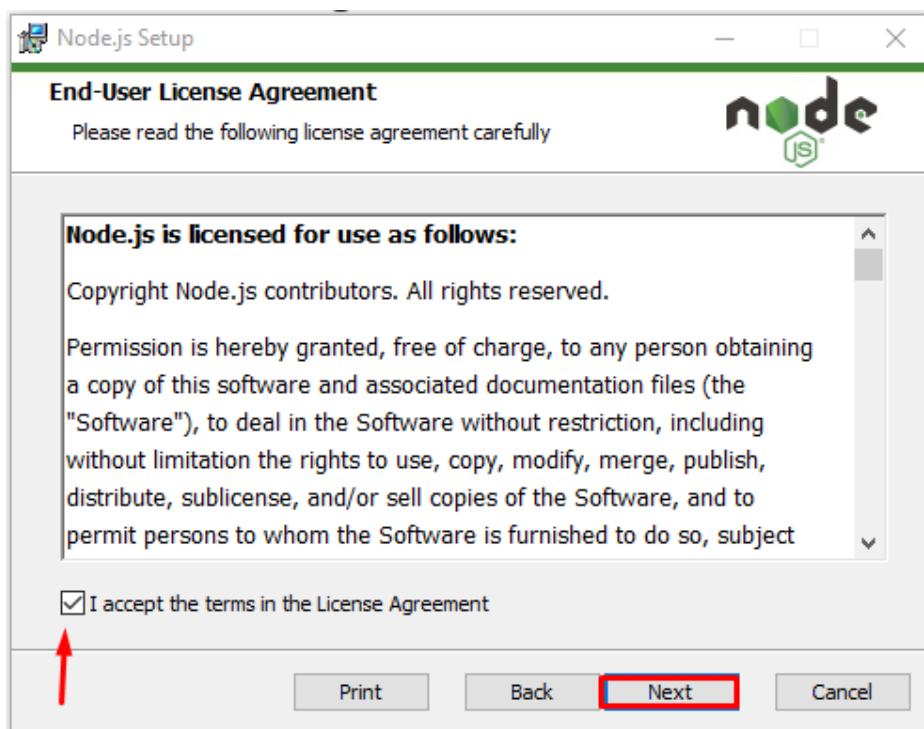 Node.js Setup
End-User License Agreement
Please read the following license agreement carefully
node
JS
Node.js is licensed for use as follows:
Copyright Node.js contributors. All rights reserved.
Permission is hereby granted, free of charge, to any person obtaining
a copy of this software and associated documentation files (the
"Software"), to deal in the Software without restriction, including
without limitation the rights to use, copy, modify, merge, publish,
distribute, sublicense, and/or sell copies of the Software, and to
permit persons to whom the Software is furnished to do so, subject
I accept the terms in the License Agreement
Print Back Next Cancel